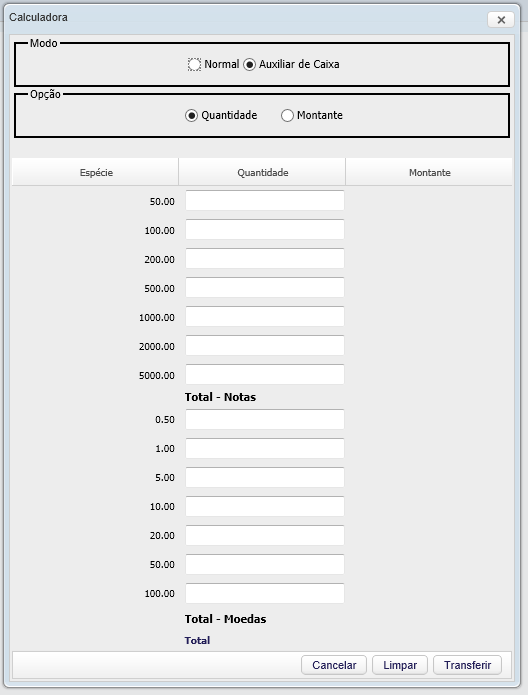 Calculadora
Modo
Normal Auxiliar de Caixa
Opção
Quantidade Montante
Espécie Quantidade Montante
50.00
100.00
200.00
500.00
1000.00
2000.00
5000.00
Total - Notas
0.50
1.00
5.00
10.00
20.00
50.00
100.00
Total - Moedas
Total
Cancelar Limpar Transferir